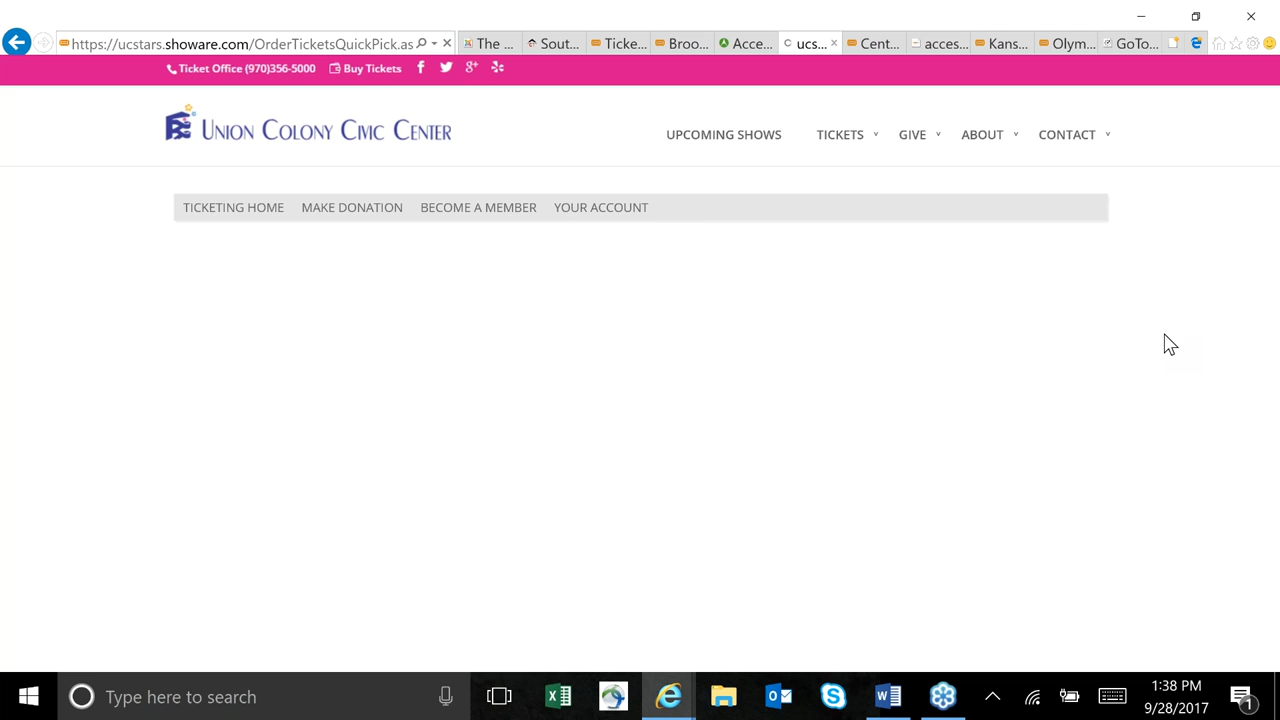 https://ucstars.showare.com/OrderTicketsQuickPick.as
The ...
Sout...
Ticke...
Broo...
Acce...
ucs...
Cent...
acces...
Kans...
Olym...
GoTo...
Ticket Office (970)356-5000 Buy Tickets
UNION COLONY CIVIC CENTER
UPCOMING SHOWS TICKETS GIVE ABOUT CONTACT
TICKETING HOME MAKE DONATION BECOME A MEMBER YOUR ACCOUNT
Type here to search
1:38 PM
9/28/2017
1